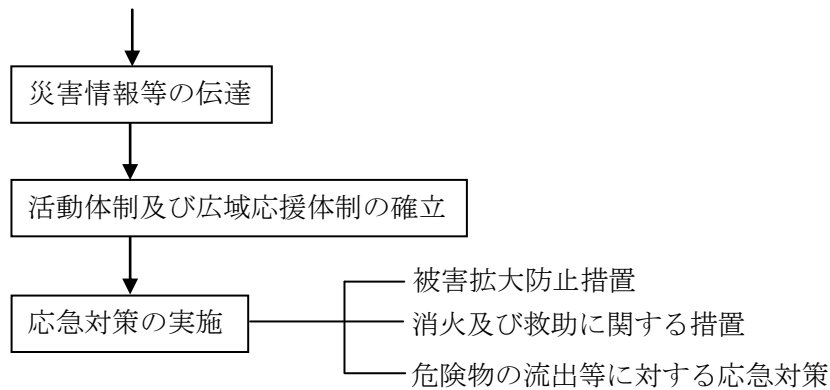 災害情報等の伝達
活動体制及び広域応援体制の確立
応急対策の実施
被害拡大防止措置
消火及び救助に関する措置
危険物の流出等に対する応急対策